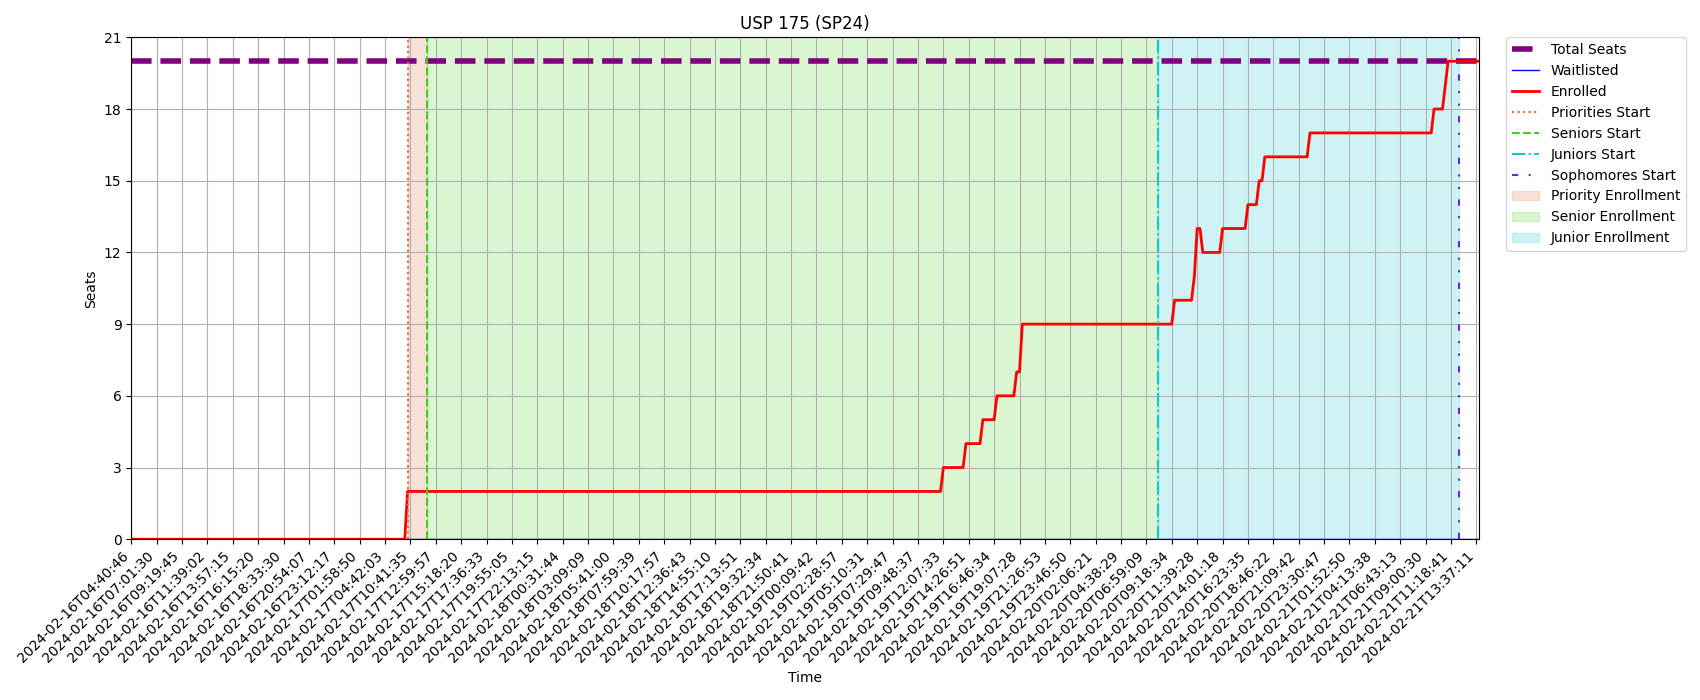 USP 175 (SP24)
Total Seats
Waitlisted
Enrolled
Priorities Start
Seniors Start
Juniors Start
Sophomores Start
Priority Enrollment
Senior Enrollment
Junior Enrollment
Seats
21
18
15
12
9
6
3
0
2024-02-16T04:40:46
2024-02-16T07:01:30
2024-02-16T09:19:45
2024-02-16T11:39:02
2024-02-16T13:57:15
2024-02-16T16:15:20
2024-02-16T18:33:30
2024-02-16T20:54:07
2024-02-16T23:12:17
2024-02-17T01:58:50
2024-02-17T04:42:03
2024-02-17T10:41:35
2024-02-17T12:59:57
2024-02-17T15:18:20
2024-02-17T17:36:33
2024-02-17T19:55:05
2024-02-17T22:13:15
2024-02-18T00:31:44
2024-02-18T03:09:09
2024-02-18T05:41:00
2024-02-18T07:59:39
2024-02-18T10:17:57
2024-02-18T12:36:43
2024-02-18T14:55:10
2024-02-18T17:13:51
2024-02-18T19:32:34
2024-02-18T21:50:41
2024-02-19T00:09:42
2024-02-19T02:28:57
2024-02-19T05:10:31
2024-02-19T07:29:47
2024-02-19T09:48:37
2024-02-19T12:07:33
2024-02-19T14:26:51
2024-02-19T16:46:34
2024-02-19T19:07:28
2024-02-19T21:26:53
2024-02-19T23:46:50
2024-02-20T02:06:21
2024-02-20T04:38:29
2024-02-20T06:59:09
2024-02-20T09:18:34
2024-02-20T11:39:28
2024-02-20T14:01:18
2024-02-20T16:23:35
2024-02-20T18:46:22
2024-02-20T21:09:42
2024-02-20T23:30:47
2024-02-21T01:52:50
2024-02-21T04:13:38
2024-02-21T06:43:13
2024-02-21T09:00:30
2024-02-21T11:18:41
2024-02-21T13:37:11
Time